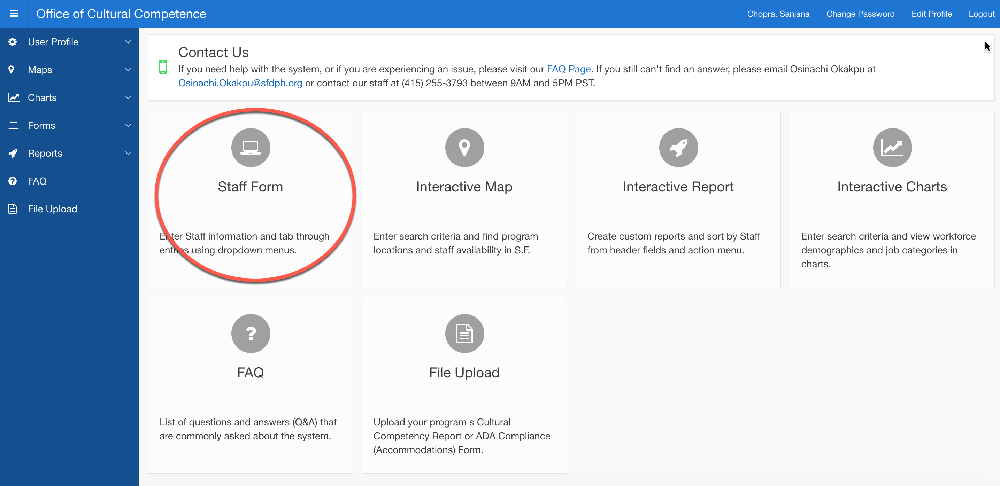 Office of Cultural Competence
Chopra, Sanjana
Change Password
Edit Profile
Logout
User Profile
Maps
Charts
Forms
Reports
FAQ
File Upload
Contact Us
If you need help with the system, or if you are experiencing an issue, please visit our FAQ Page. If you still can't find an answer, please email Osinachi Okakpu at
Osinachi.Okakpu@sfdph.org or contact our staff at (415) 255-3793 between 9AM and 5PM PST.
Staff Form
Enter Staff information and tab through
entries using dropdown menus.
Interactive Map
Enter search criteria and find program
locations and staff availability in S.F.
Interactive Report
Create custom reports and sort by Staff
from header fields and action menu.
Interactive Charts
Enter search criteria and view workforce
demographics and job categories in
charts.
FAQ
List of questions and answers (Q&A) that
are commonly asked about the system.
File Upload
Upload your program's Cultural
Competency Report or ADA Compliance
(Accommodations) Form.